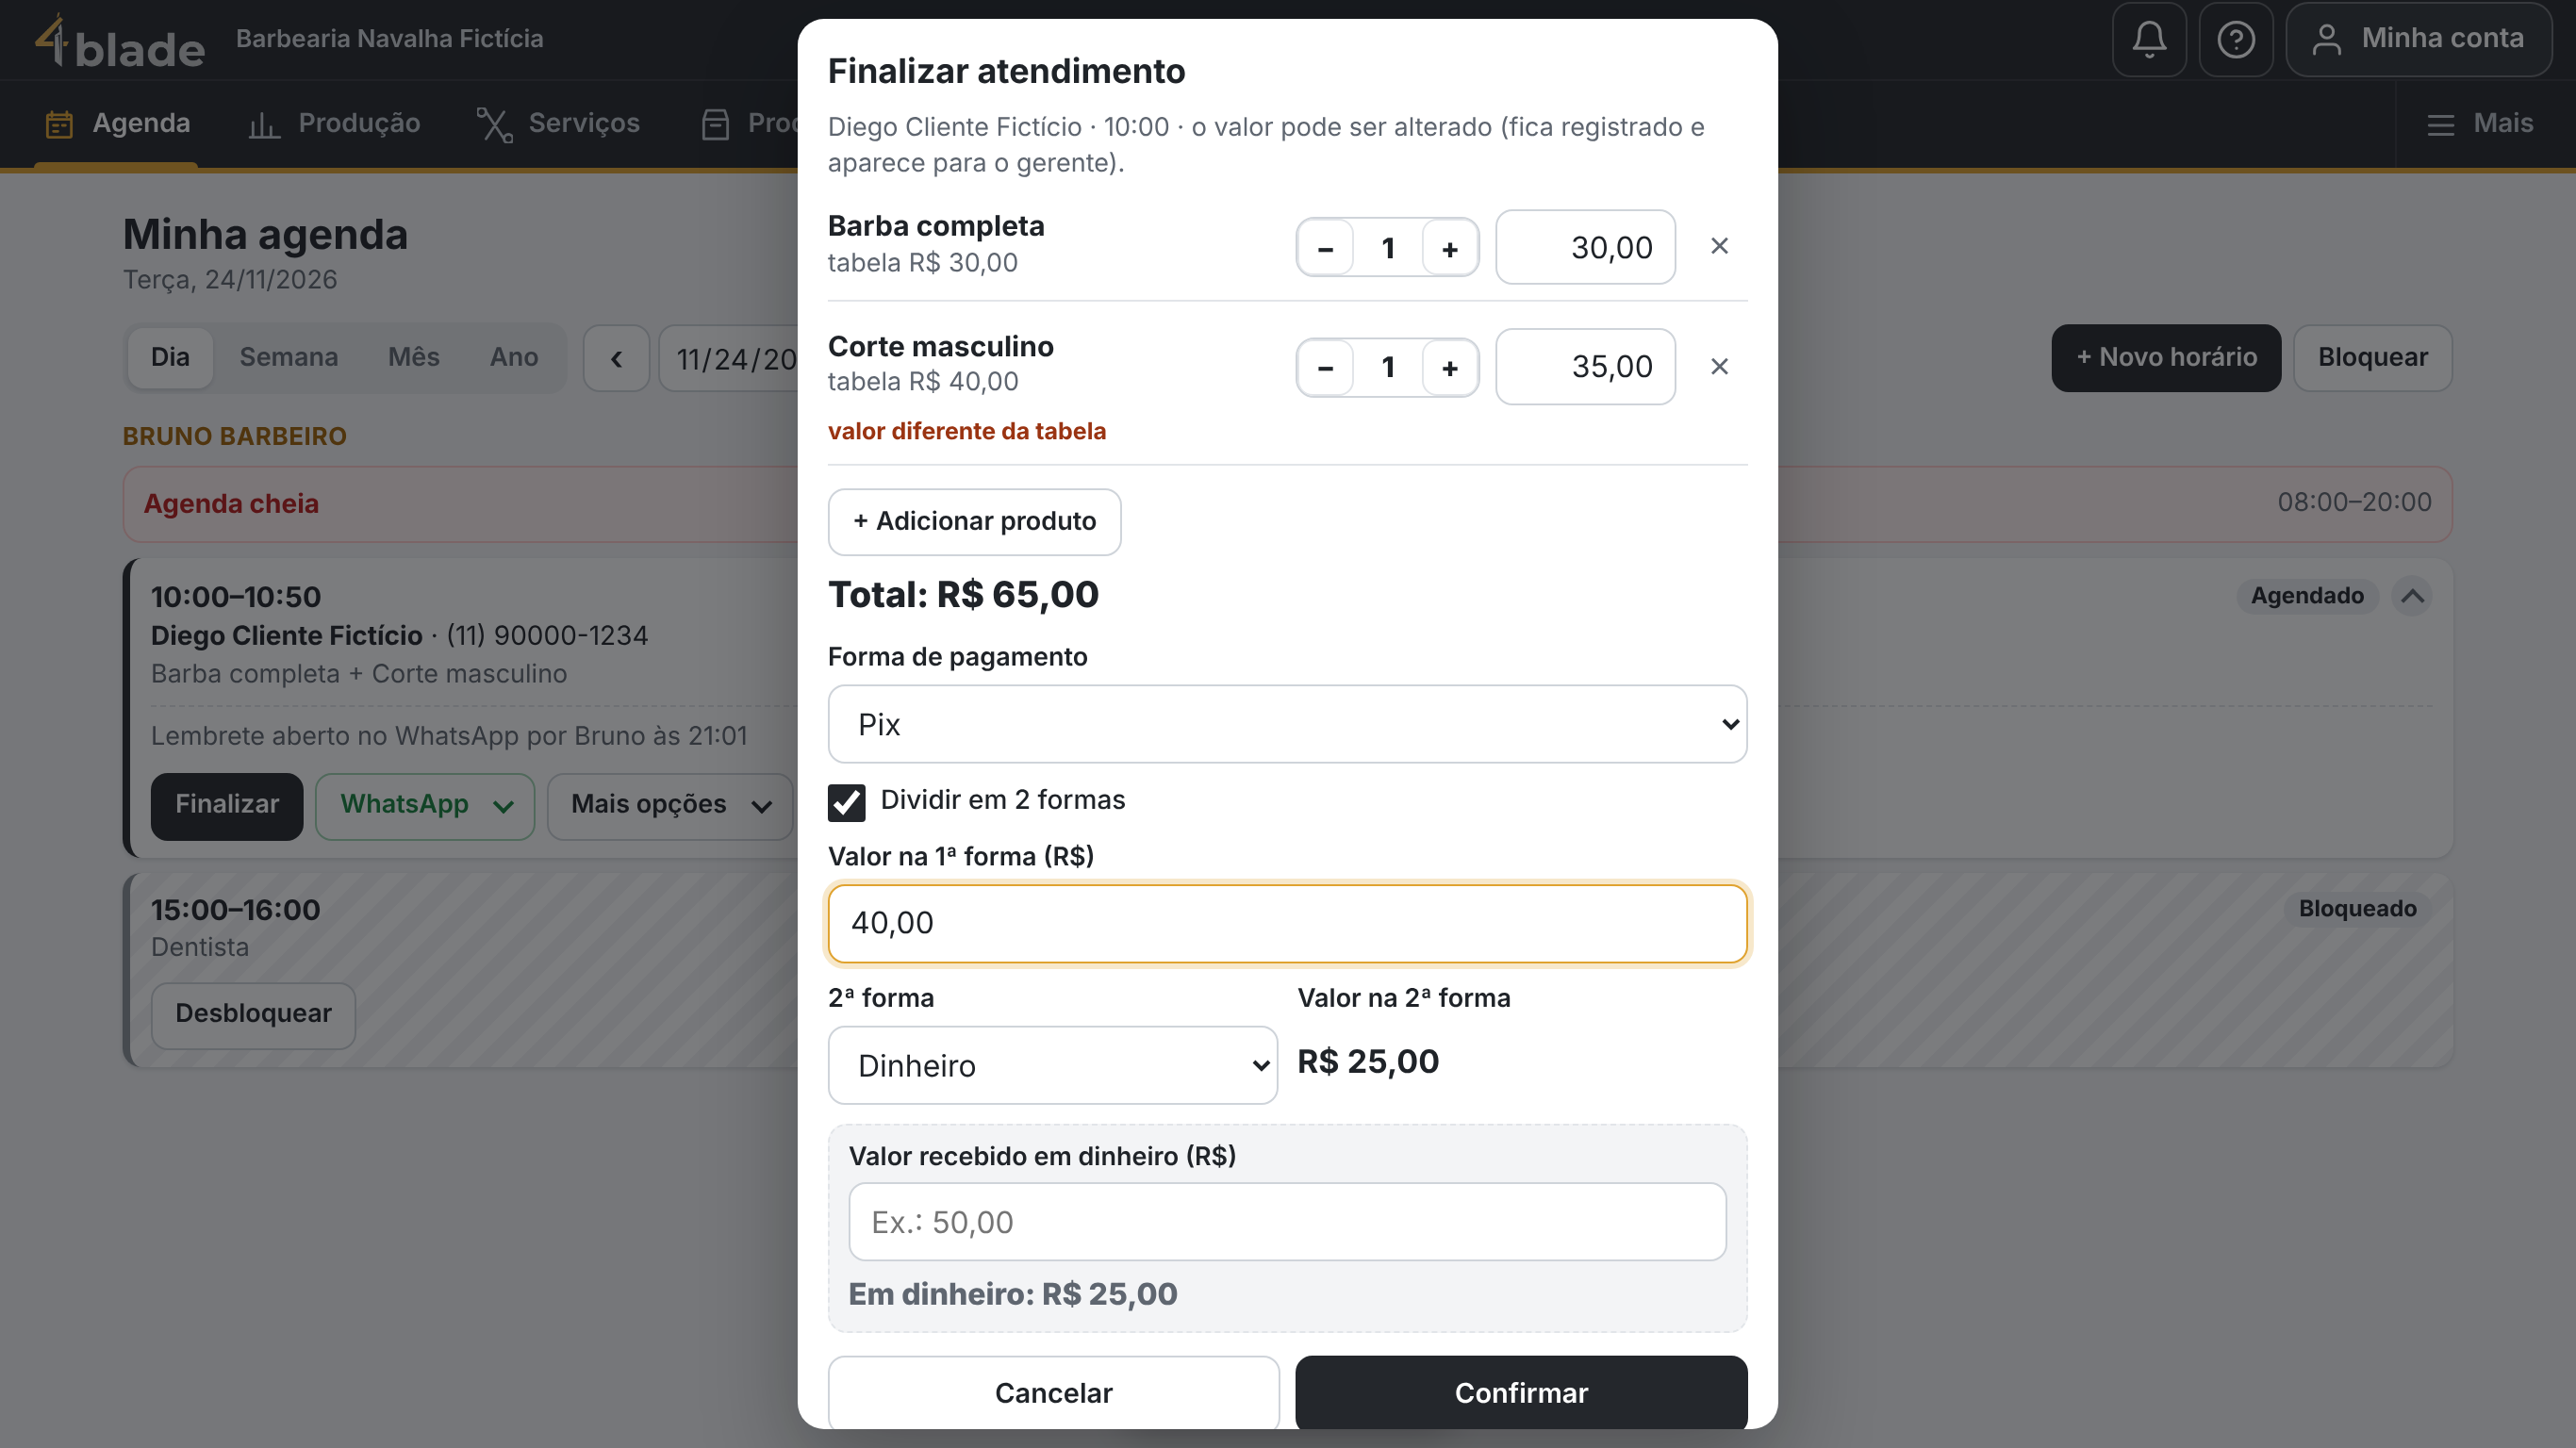 4blade
Barbearia Navalha Fictícia
Minha conta
Agenda
Produção
Serviços
Proc
Mais
Minha agenda
Terça, 24/11/2026
Dia
Semana
Mês
Ano
11/24/20
+ Novo horário
Bloquear
BRUNO BARBEIRO
Agenda cheia
08:00–20:00
10:00–10:50
Agendado
Diego Cliente Fictício · (11) 90000-1234
Barba completa + Corte masculino
Lembrete aberto no WhatsApp por Bruno às 21:01
Finalizar
WhatsApp
Mais opções
15:00–16:00
Bloqueado
Dentista
Desbloquear
Finalizar atendimento
Diego Cliente Fictício · 10:00 · o valor pode ser alterado (fica registrado e
aparece para o gerente).
Barba completa
tabela R$ 30,00
− 1 +
30,00
×
Corte masculino
tabela R$ 40,00
− 1 +
35,00
×
valor diferente da tabela
+ Adicionar produto
Total: R$ 65,00
Forma de pagamento
Pix
Dividir em 2 formas
Valor na 1ª forma (R$)
40,00
2ª forma
Valor na 2ª forma
Dinheiro
R$ 25,00
Valor recebido em dinheiro (R$)
Ex.: 50,00
Em dinheiro: R$ 25,00
Cancelar
Confirmar